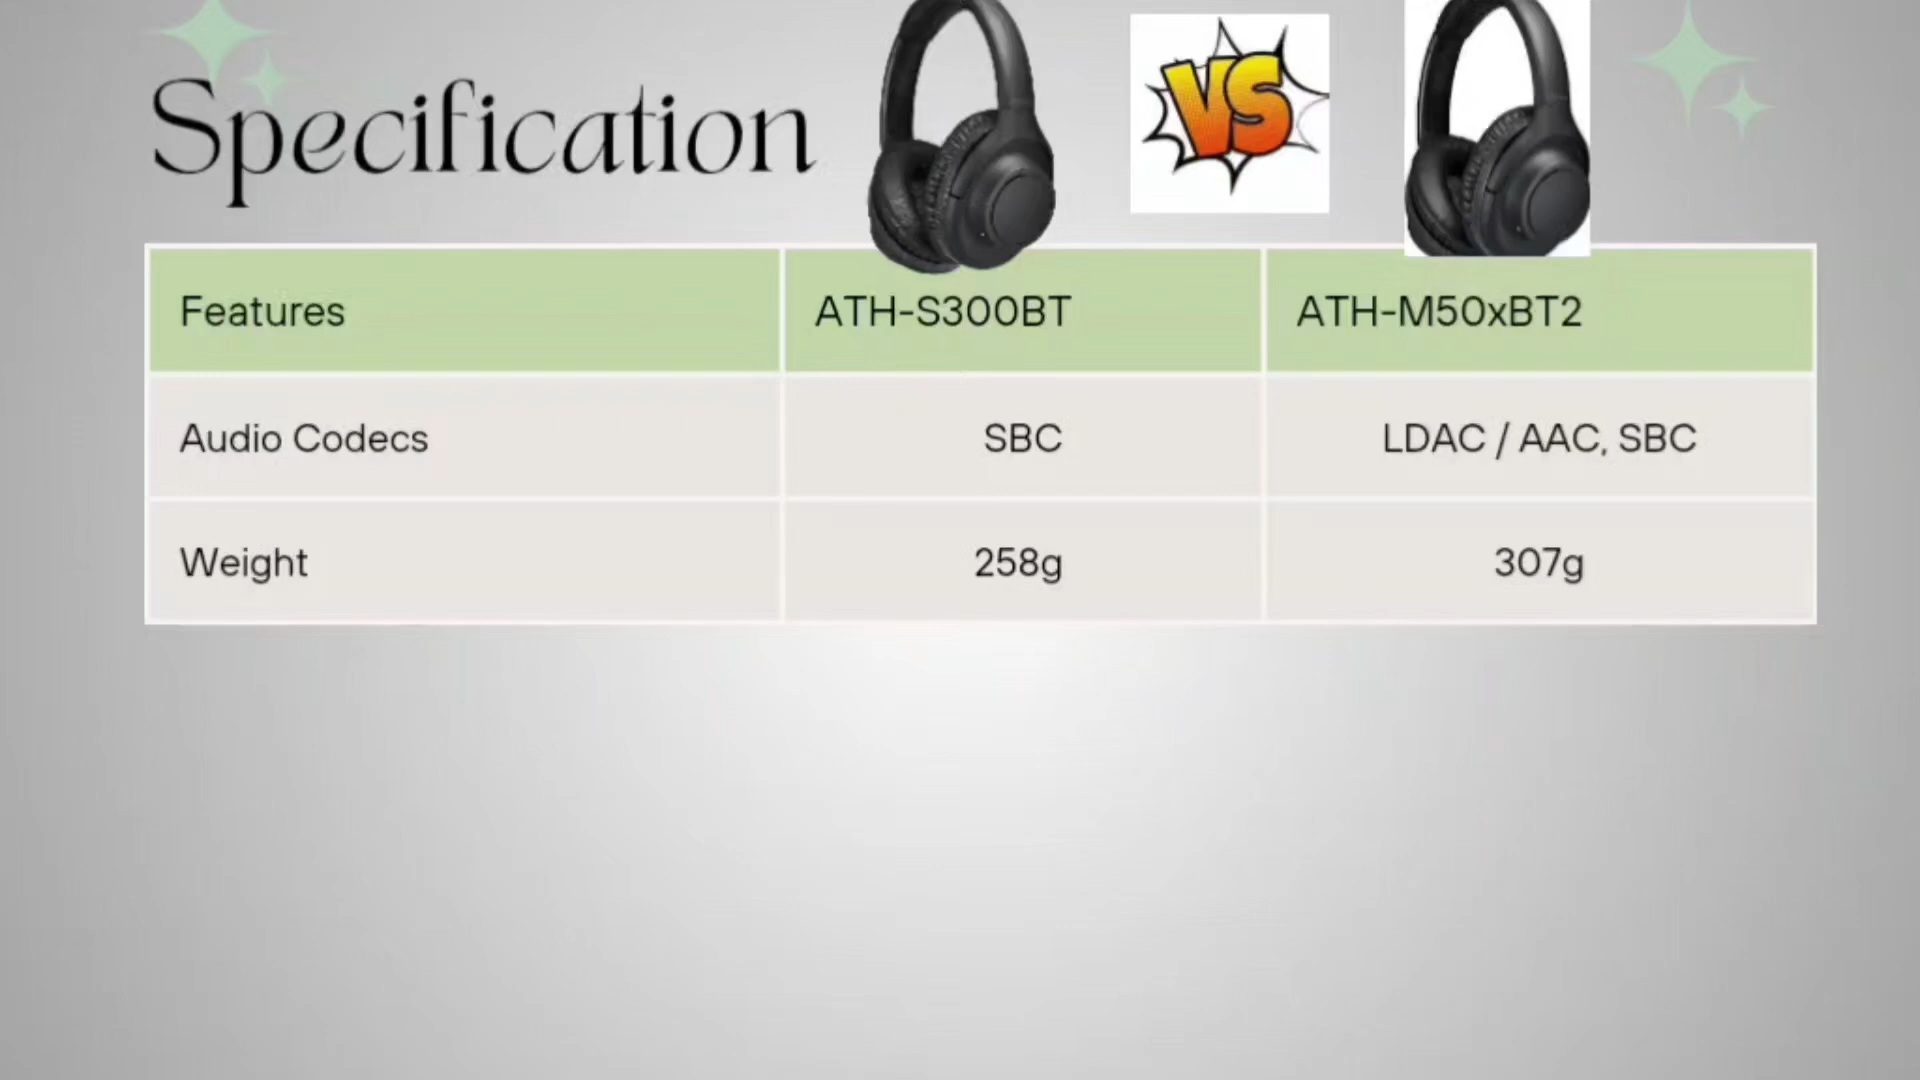 Specification
VS
Features ATH-S300BT ATH-M50xBT2
Audio Codecs SBC LDAC / AAC, SBC
Weight 258g 307g